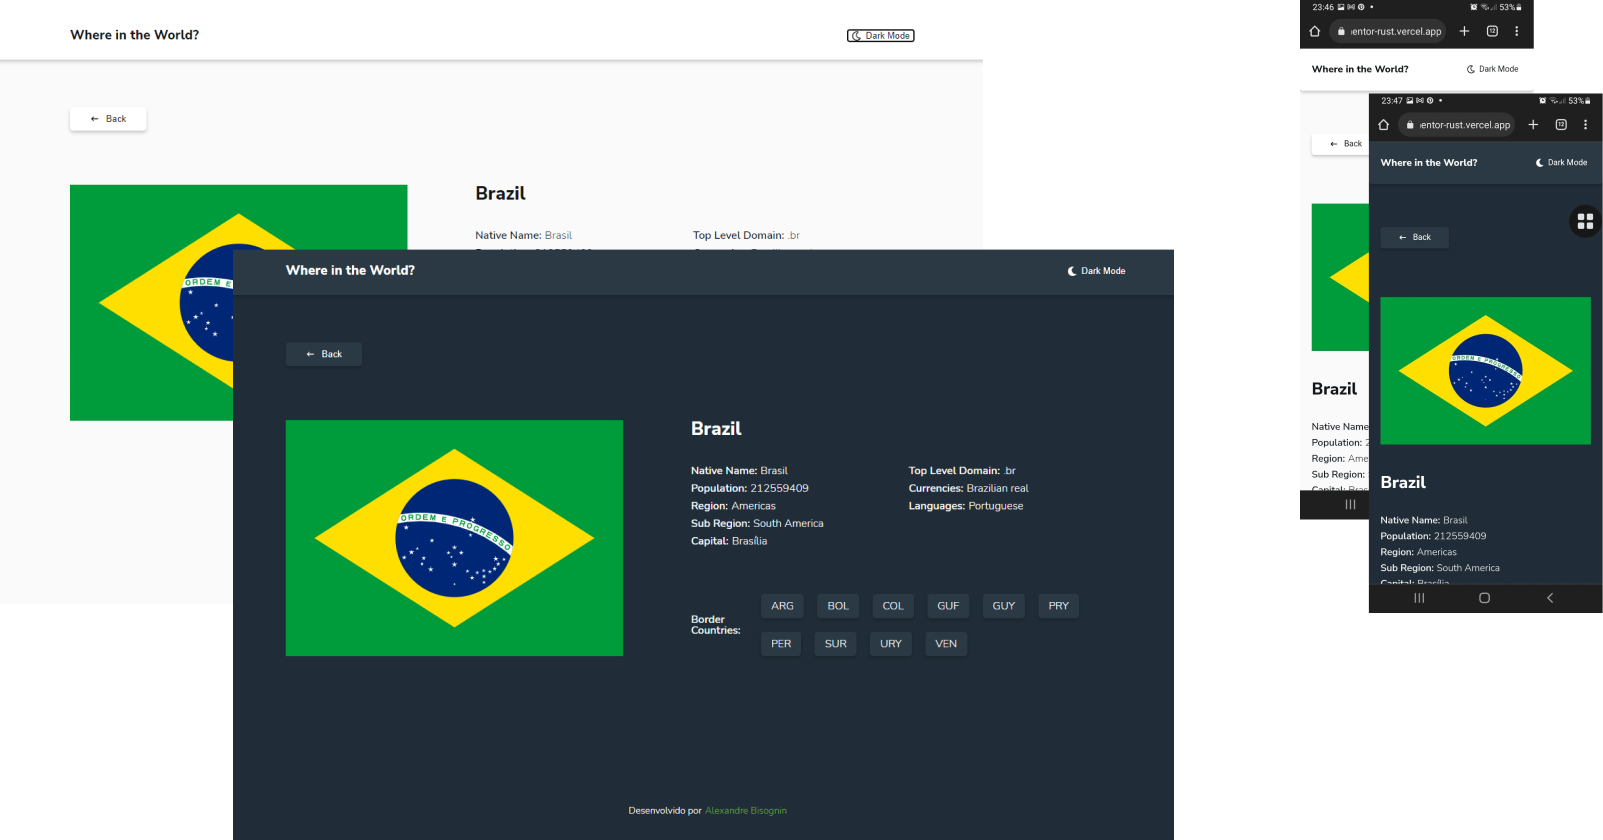 Where in the World?
Dark Mode
← Back
ORDEM E
Brazil
Native Name: Brasil
Top Level Domain: .br
Where in the World?
Dark Mode
← Back
ORDEM E PROGRESSO
Brazil
Native Name: Brasil
Population: 212559409
Region: Americas
Sub Region: South America
Capital: Brasília
Top Level Domain: .br
Currencies: Brazilian real
Languages: Portuguese
Border
Countries:
ARG BOL COL GUF GUY PRY
PER SUR URY VEN
Desenvolvido por Alexandre Bisognin
23:46
53%
entor-rust.vercel.app
12
Where in the World?
Dark Mode
← Back
Brazil
Native Name
Population: 2
Region: Ame
Sub Region:
Capital: Bras
23:47
53%
entor-rust.vercel.app
12
Where in the World?
Dark Mode
← Back
ORDEM E PROGRESSO
Brazil
Native Name: Brasil
Population: 212559409
Region: Americas
Sub Region: South America
Capital: Brasília